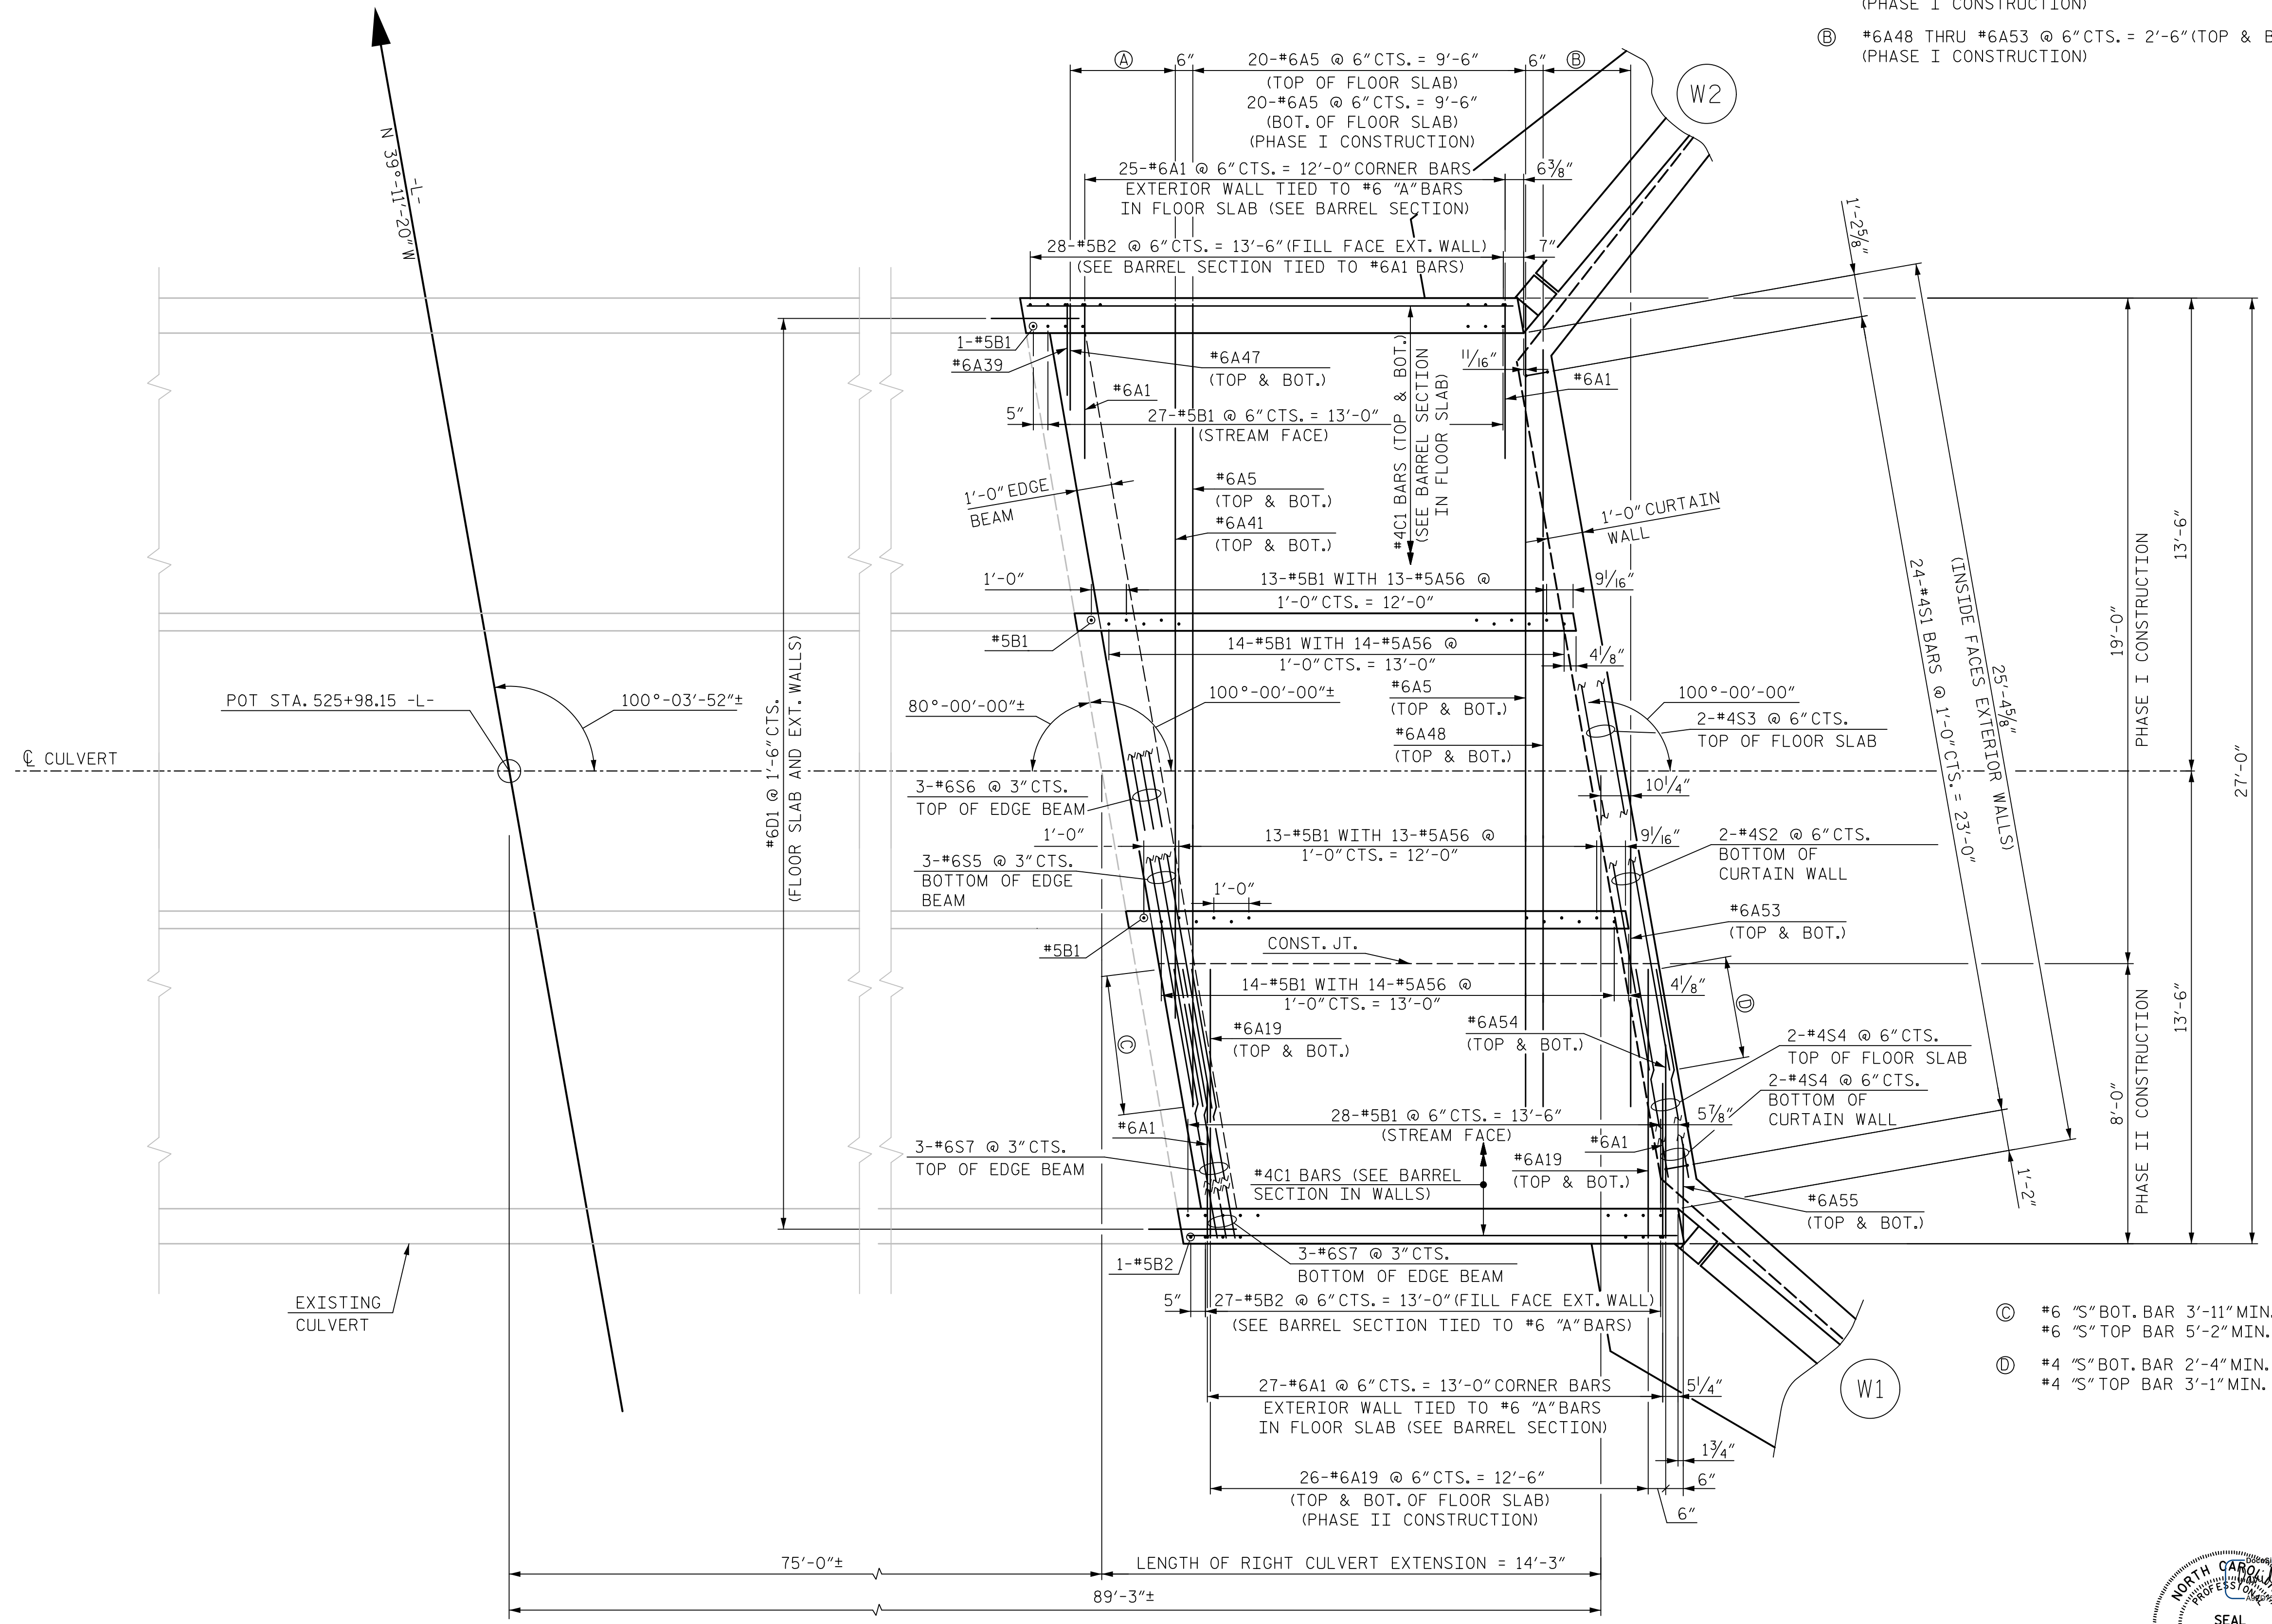 (PHASE I CONSTRUCTION)
Ⓑ #6A48 THRU #6A53 @ 6"CTS. = 2'-6"(TOP & B
(PHASE I CONSTRUCTION)
Ⓐ
6"
20-#6A5 @ 6"CTS. = 9'-6"
6"
Ⓑ
(TOP OF FLOOR SLAB)
20-#6A5 @ 6"CTS. = 9'-6"
(BOT. OF FLOOR SLAB)
(PHASE I CONSTRUCTION)
W2
25-#6A1 @ 6"CTS. = 12'-0"CORNER BARS
6⅜"
EXTERIOR WALL TIED TO #6 "A"BARS
IN FLOOR SLAB (SEE BARREL SECTION)
28-#5B2 @ 6"CTS. = 13'-6"(FILL FACE EXT. WALL)
7"
(SEE BARREL SECTION TIED TO #6A1 BARS)
-L-
N 39°-11'-20"W
1'-2⅝"
1-#5B1
#6A39
#6A47
(TOP & BOT.)
#6A1
11/16"
#6A1
5"
27-#5B1 @ 6"CTS. = 13'-0"
(STREAM FACE)
#4C1 BARS (TOP & BOT.)
(SEE BARREL SECTION
IN FLOOR SLAB)
1'-0"EDGE
BEAM
#6A5
(TOP & BOT.)
#6A41
(TOP & BOT.)
1'-0"CURTAIN
WALL
1'-0"
13-#5B1 WITH 13-#5A56 @
1'-0"CTS. = 12'-0"
9 1/16"
#5B1
14-#5B1 WITH 14-#5A56 @
1'-0"CTS. = 13'-0"
4⅛"
#6D1 @ 1'-6"CTS.
(FLOOR SLAB AND EXT. WALLS)
POT STA. 525+98.15 -L-
100°-03'-52"±
80°-00'-00"±
100°-00'-00"±
#6A5
(TOP & BOT.)
#6A48
(TOP & BOT.)
100°-00'-00"
2-#4S3 @ 6"CTS.
TOP OF FLOOR SLAB
℄ CULVERT
24-#4S1 BARS @ 1'-0"CTS. = 23'-0"
(INSIDE FACES EXTERIOR WALLS)
25'-4⅝"
19'-0"
PHASE I CONSTRUCTION
13'-6"
27'-0"
3-#6S6 @ 3"CTS.
TOP OF EDGE BEAM
10¼"
1'-0"
13-#5B1 WITH 13-#5A56 @
1'-0"CTS. = 12'-0"
9 1/16"
2-#4S2 @ 6"CTS.
BOTTOM OF
CURTAIN WALL
3-#6S5 @ 3"CTS.
BOTTOM OF EDGE
BEAM
1'-0"
#6A53
(TOP & BOT.)
#5B1
CONST. JT.
14-#5B1 WITH 14-#5A56 @
1'-0"CTS. = 13'-0"
4⅛"
Ⓓ
Ⓒ
#6A19
(TOP & BOT.)
#6A54
(TOP & BOT.)
2-#4S4 @ 6"CTS.
TOP OF FLOOR SLAB
2-#4S4 @ 6"CTS.
BOTTOM OF
CURTAIN WALL
13'-6"
8'-0"
PHASE II CONSTRUCTION
28-#5B1 @ 6"CTS. = 13'-6"
(STREAM FACE)
5⅞"
#6A1
#6A1
3-#6S7 @ 3"CTS.
TOP OF EDGE BEAM
#4C1 BARS (SEE BARREL
SECTION IN WALLS)
#6A19
(TOP & BOT.)
1'-2"
#6A55
(TOP & BOT.)
1-#5B2
3-#6S7 @ 3"CTS.
BOTTOM OF EDGE BEAM
EXISTING
CULVERT
5"
27-#5B2 @ 6"CTS. = 13'-0"(FILL FACE EXT. WALL)
(SEE BARREL SECTION TIED TO #6 "A"BARS)
Ⓒ #6 "S"BOT. BAR 3'-11"MIN.
#6 "S"TOP BAR 5'-2"MIN.
Ⓓ #4 "S"BOT. BAR 2'-4"MIN.
#4 "S"TOP BAR 3'-1"MIN.
W1
27-#6A1 @ 6"CTS. = 13'-0"CORNER BARS
5¼"
EXTERIOR WALL TIED TO #6 "A"BARS
IN FLOOR SLAB (SEE BARREL SECTION)
1¾"
26-#6A19 @ 6"CTS. = 12'-6"
6"
(TOP & BOT. OF FLOOR SLAB)
(PHASE II CONSTRUCTION)
6"
75'-0"±
LENGTH OF RIGHT CULVERT EXTENSION = 14'-3"
89'-3"±
NORTH
SEAL